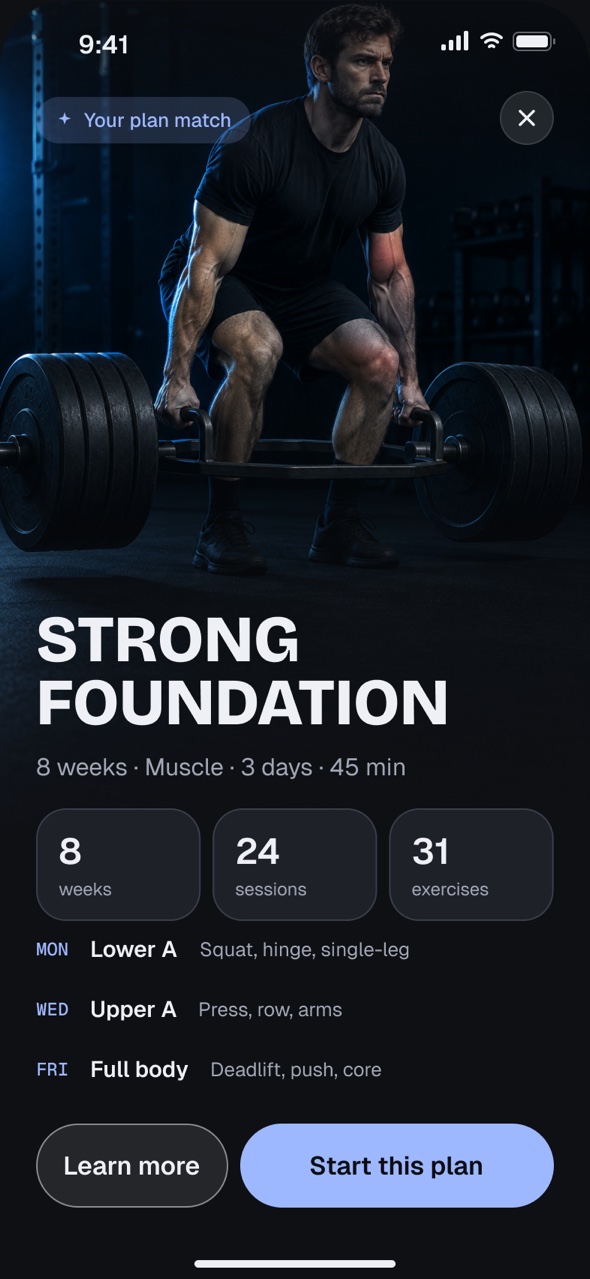 9:41
Your plan match
STRONG
FOUNDATION
8 weeks · Muscle · 3 days · 45 min
8 24 31
weeks sessions exercises
MON Lower A Squat, hinge, single-leg
WED Upper A Press, row, arms
FRI Full body Deadlift, push, core
Learn more Start this plan